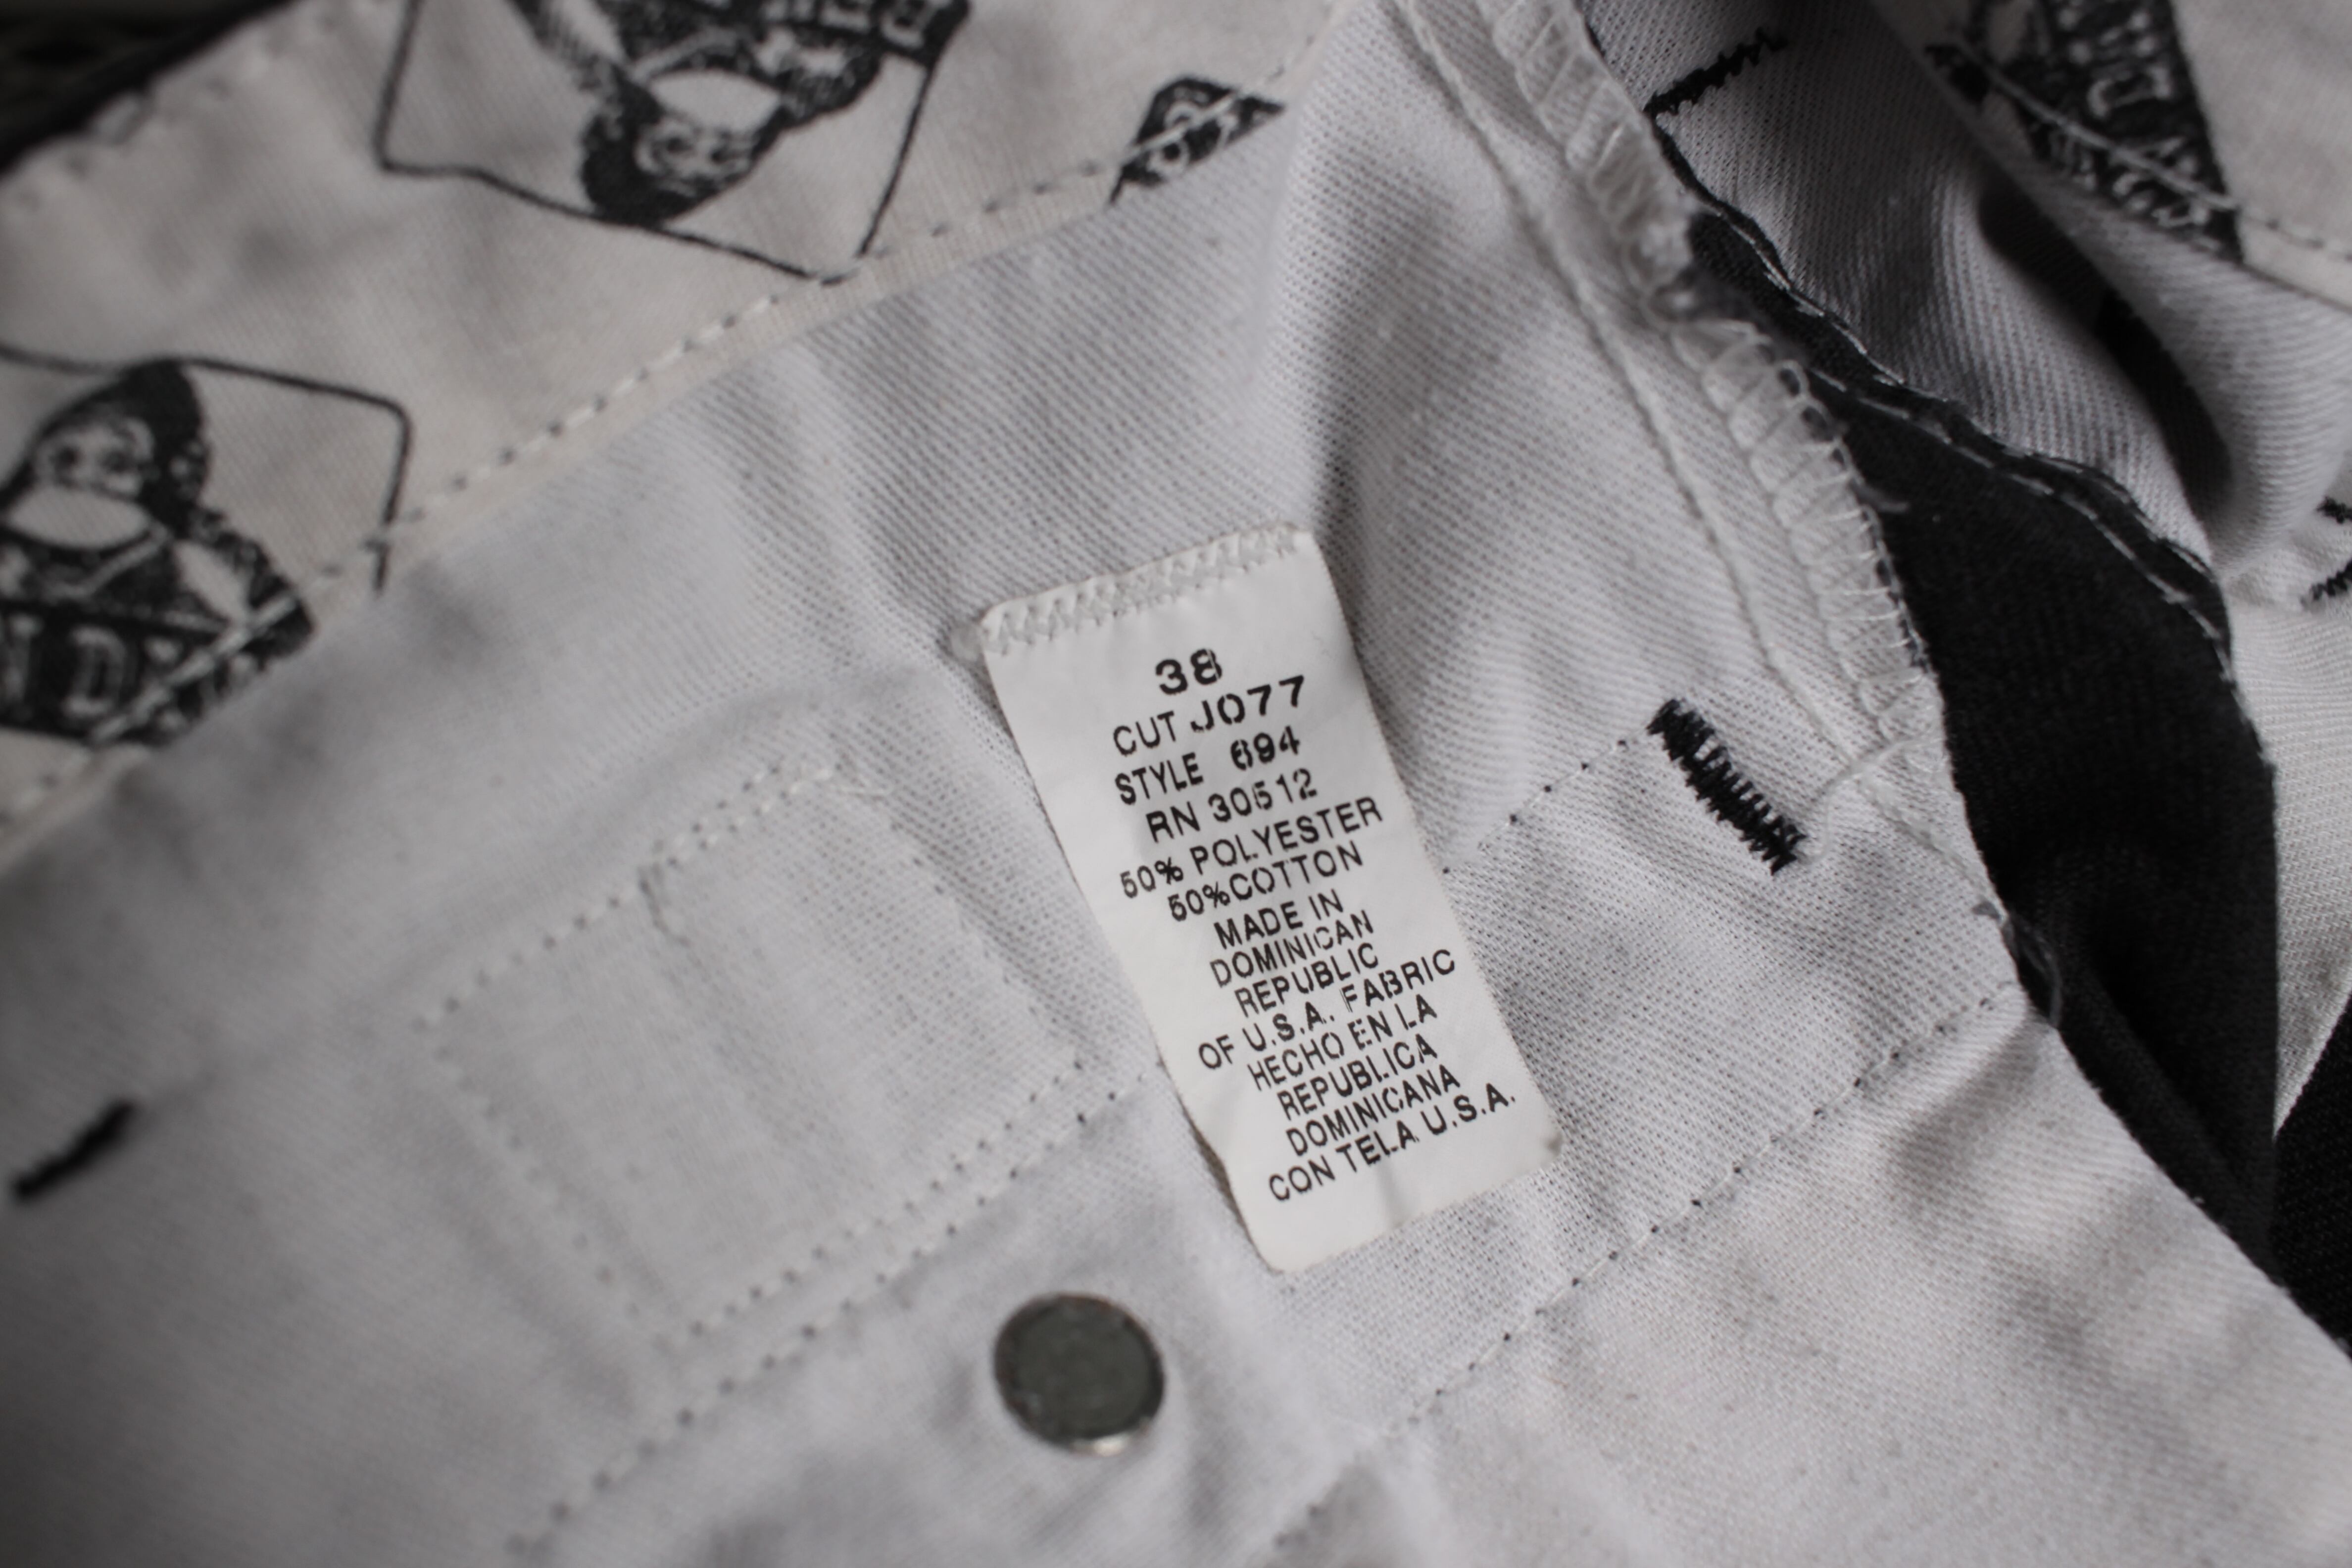 38
CUT J077
STYLE 694
RN 30512
50% POLYESTER
50%COTTON
MADE IN
DOMINICAN
REPUBLIC
OF U.S.A. FABRIC
HECHO EN LA
REPUBLICA
DOMINICANA
CON TELA U.S.A.